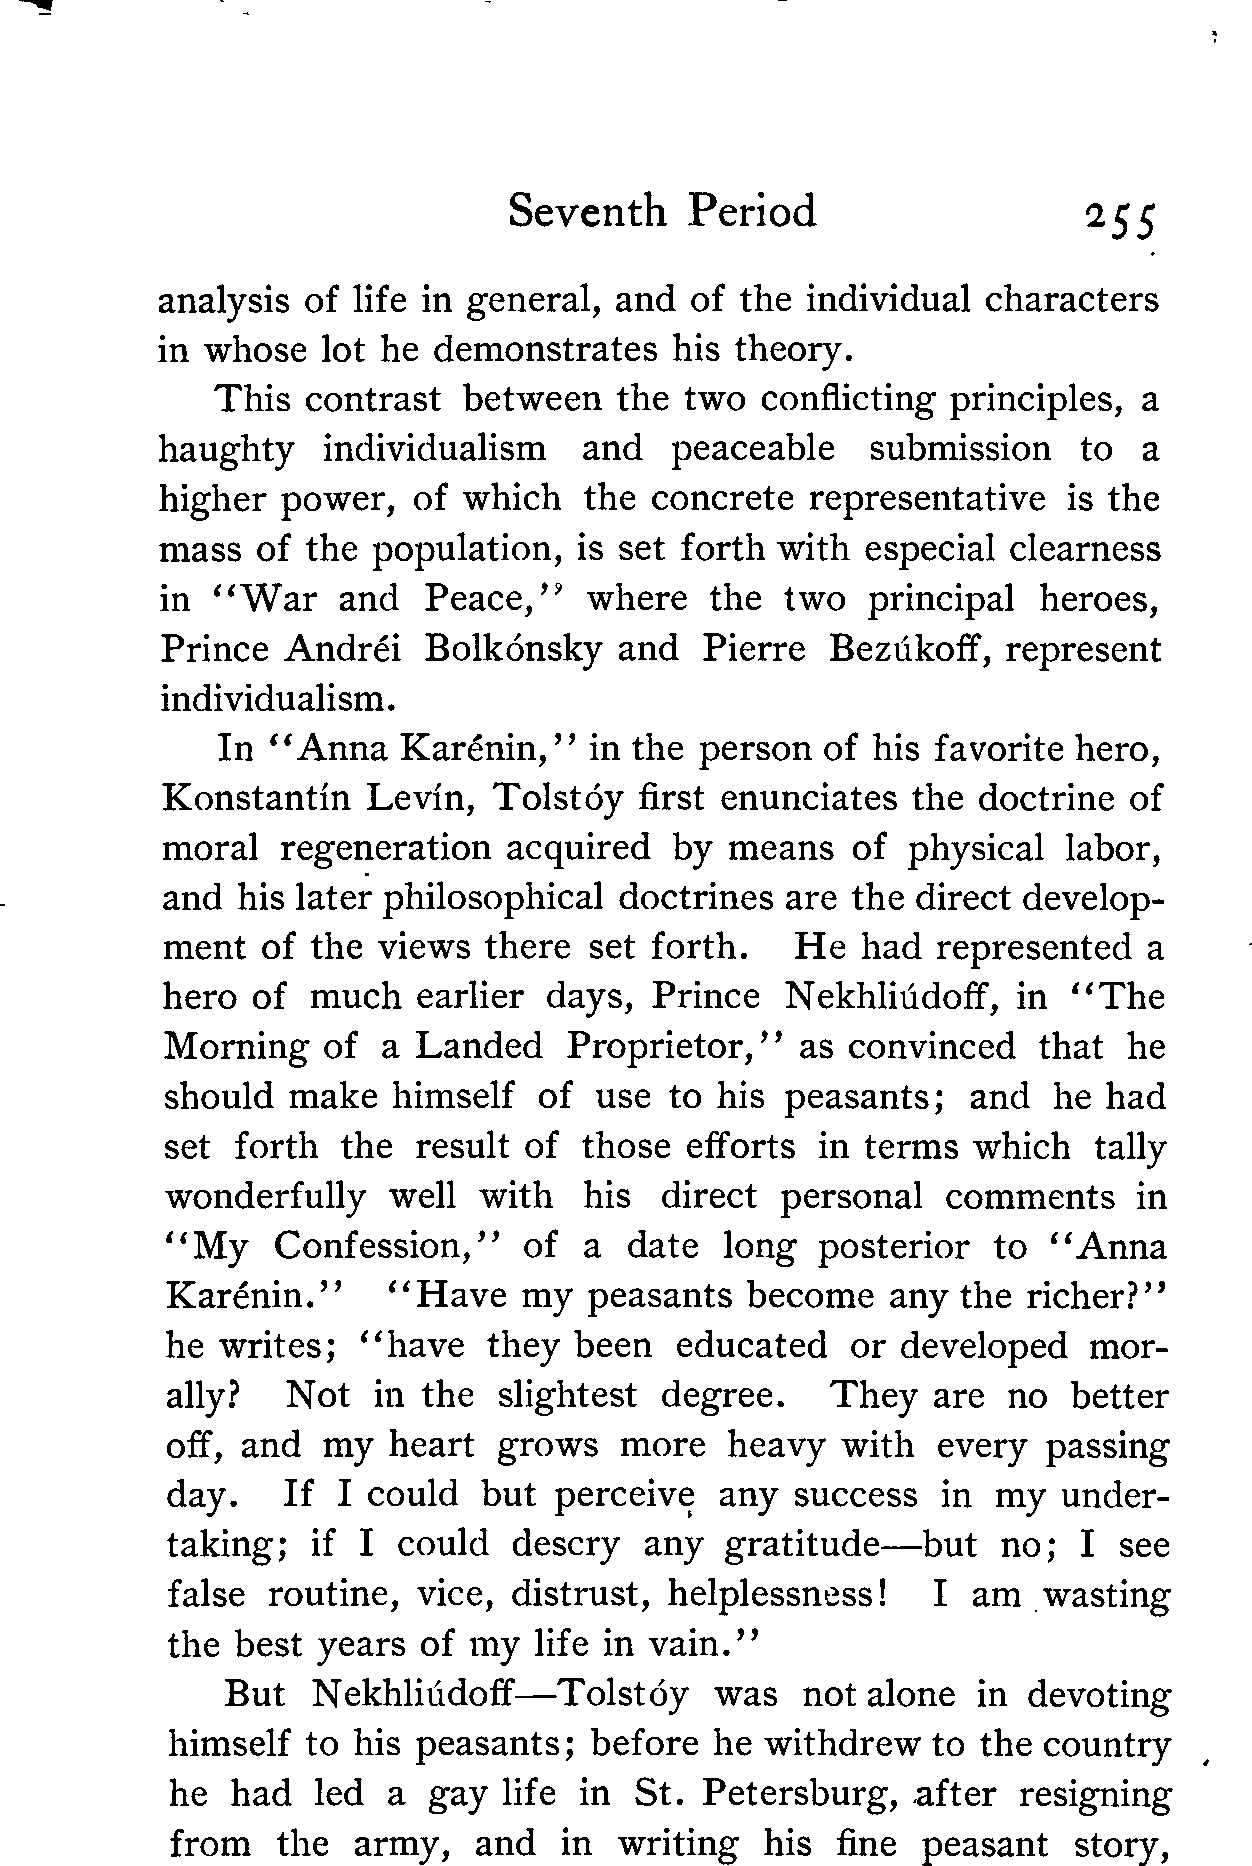 Seventh Period 255
analysis of life in general, and of the individual characters
in whose lot he demonstrates his theory.
This contrast between the two conflicting principles, a
haughty individualism and peaceable submission to a
higher power, of which the concrete representative is the
mass of the population, is set forth with especial clearness
in "War and Peace," where the two principal heroes,
Prince Andréi Bolkónsky and Pierre Bezúkoff, represent
individualism.
In "Anna Karénin," in the person of his favorite hero,
Konstantín Levín, Tolstóy first enunciates the doctrine of
moral regeneration acquired by means of physical labor,
and his later philosophical doctrines are the direct develop-
ment of the views there set forth. He had represented a
hero of much earlier days, Prince Nekhliúdoff, in "The
Morning of a Landed Proprietor," as convinced that he
should make himself of use to his peasants; and he had
set forth the result of those efforts in terms which tally
wonderfully well with his direct personal comments in
"My Confession," of a date long posterior to "Anna
Karénin." "Have my peasants become any the richer?"
he writes; "have they been educated or developed mor-
ally? Not in the slightest degree. They are no better
off, and my heart grows more heavy with every passing
day. If I could but perceive any success in my under-
taking; if I could descry any gratitude—but no; I see
false routine, vice, distrust, helplessness! I am wasting
the best years of my life in vain."
But Nekhliúdoff—Tolstóy was not alone in devoting
himself to his peasants; before he withdrew to the country
he had led a gay life in St. Petersburg, after resigning
from the army, and in writing his fine peasant story,